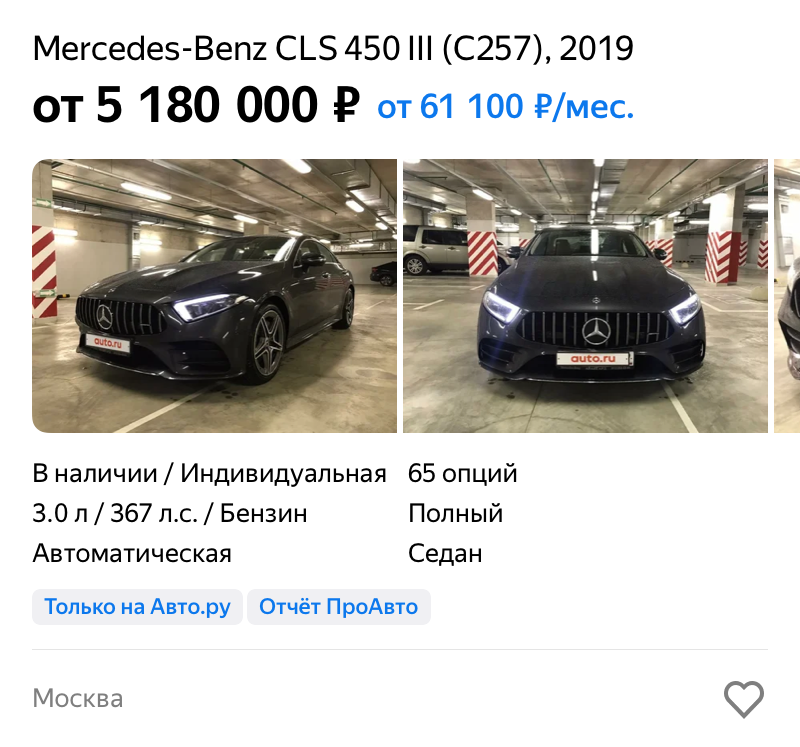 Mercedes-Benz CLS 450 III (C257), 2019
от 5 180 000 ₽ от 61 100 ₽/мес.
auto.ru
auto.ru
В наличии / Индивидуальная 65 опций
3.0 л / 367 л.с. / Бензин Полный
Автоматическая Седан
Только на Авто.ру Отчёт ПроАвто
Москва